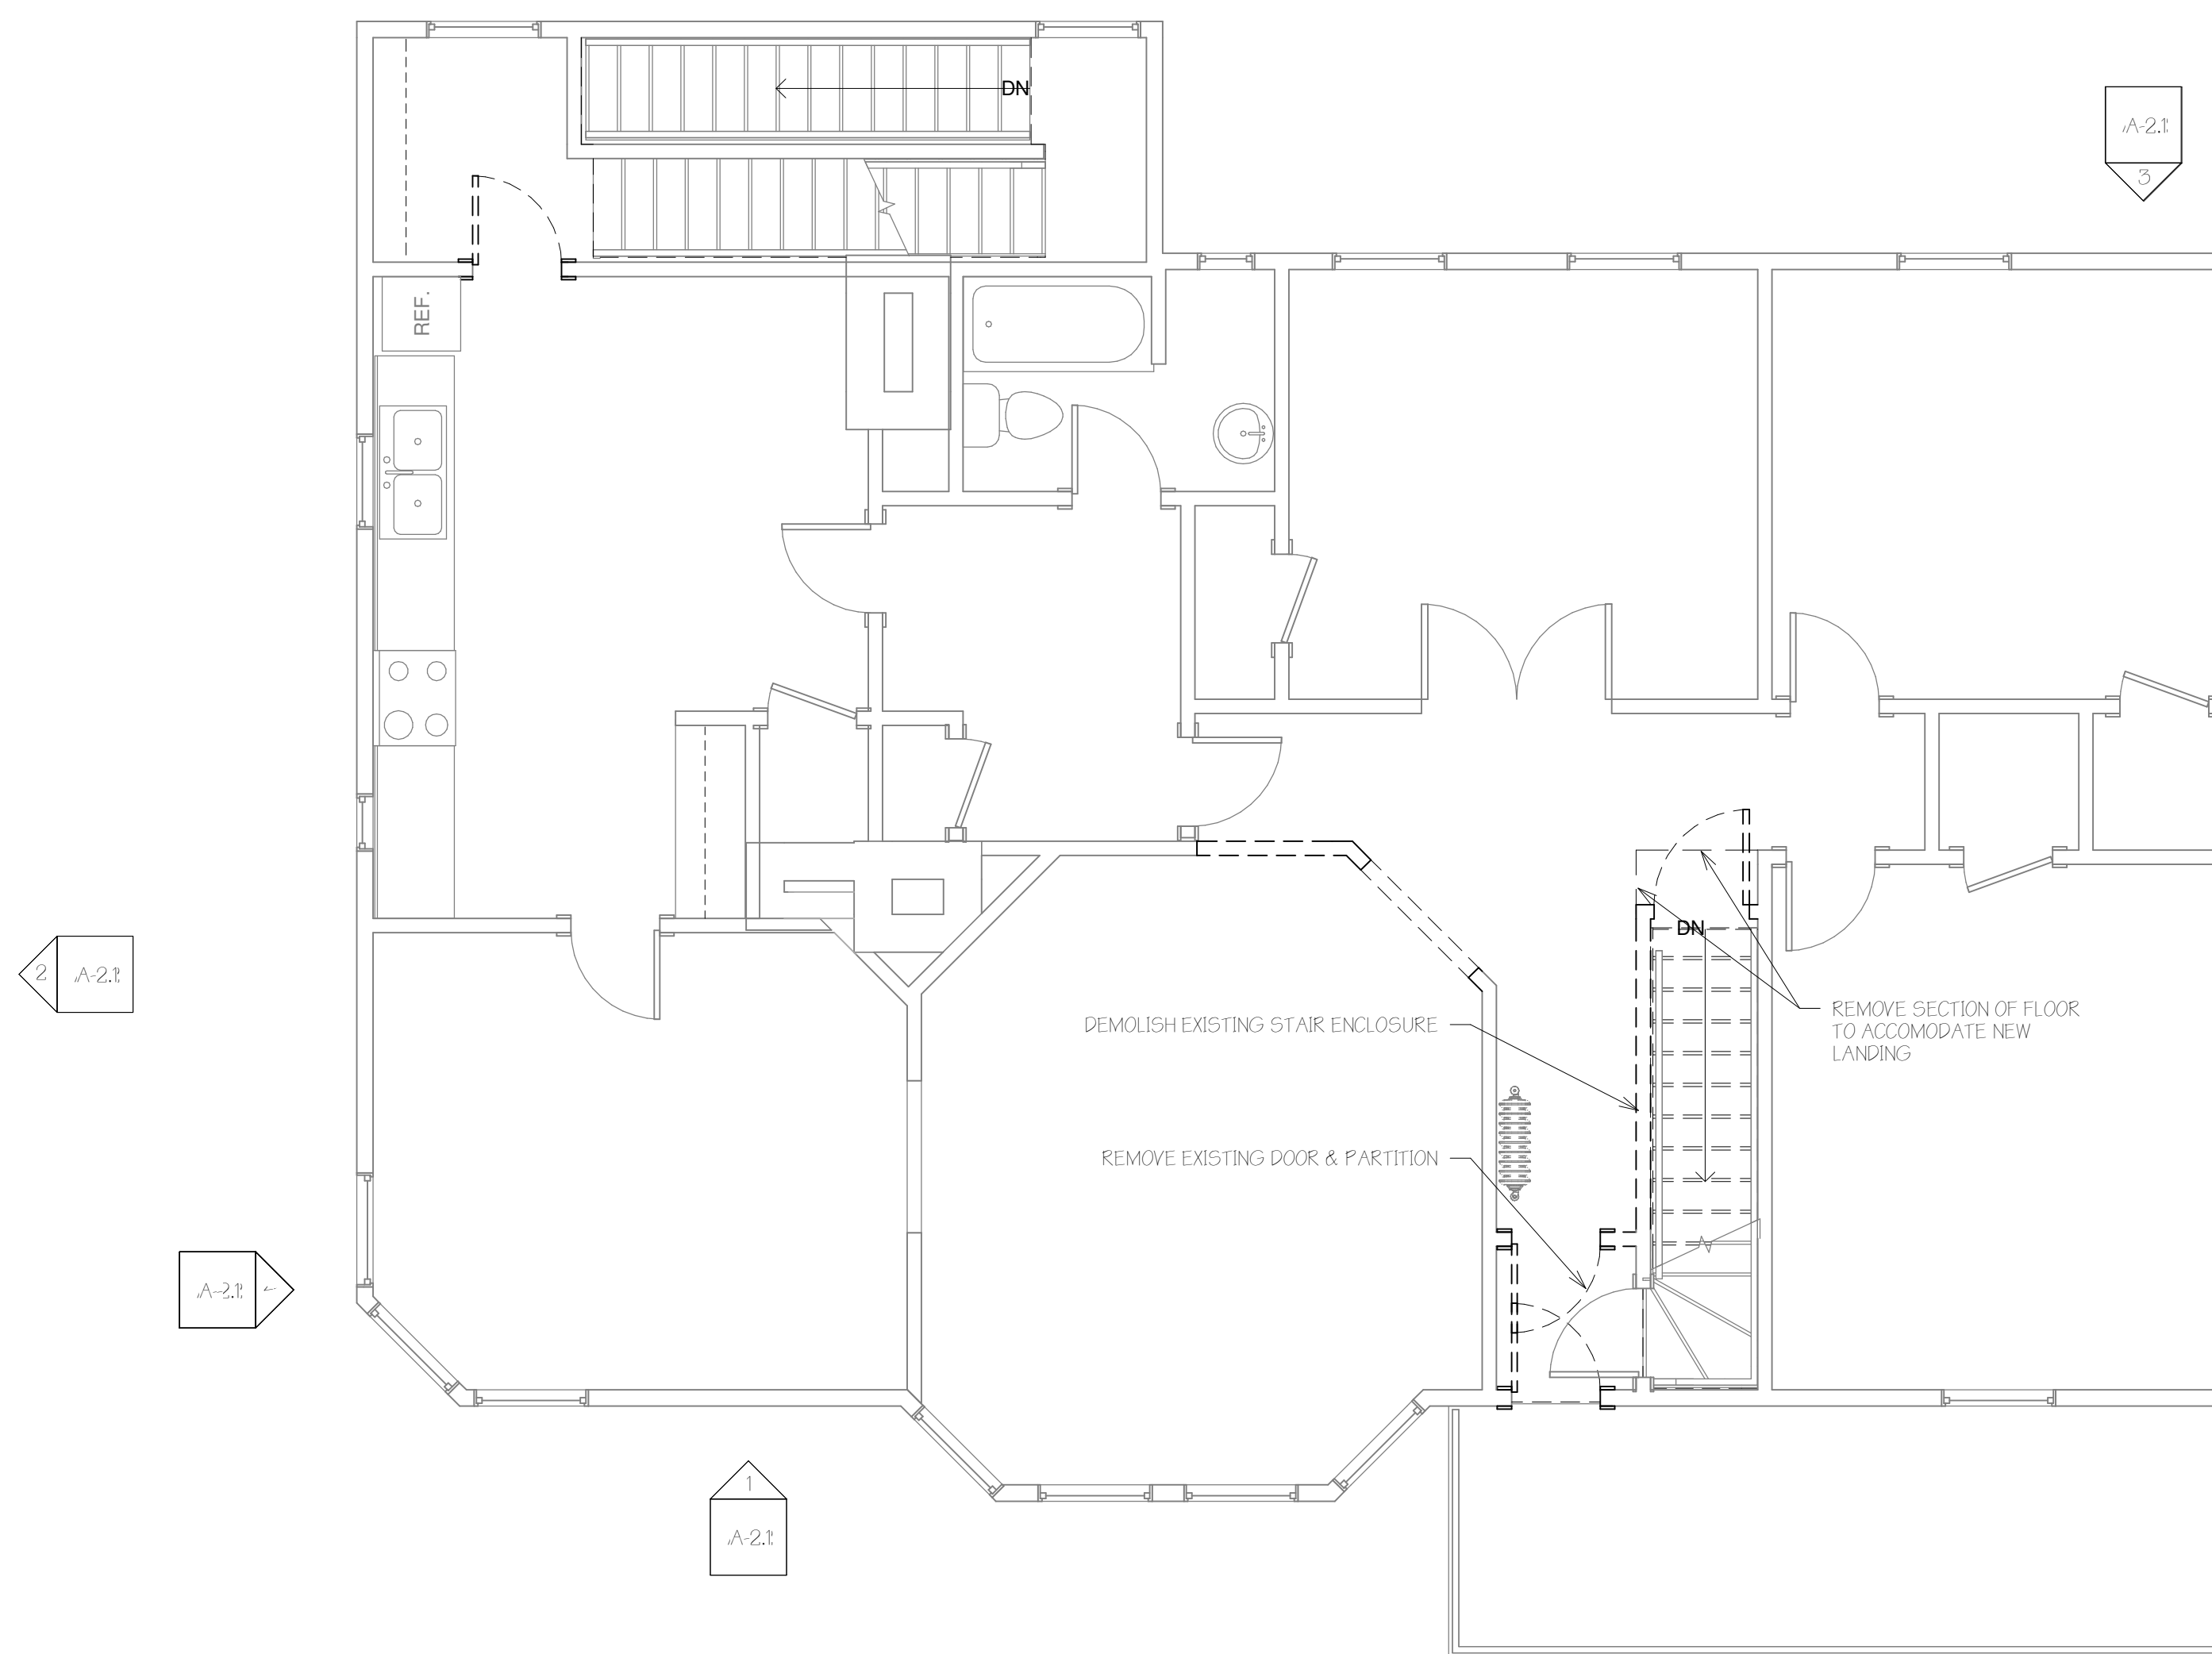 DN
A-2.1
3
REF.
DN
2
A-2.1
REMOVE SECTION OF FLOOR
TO ACCOMODATE NEW
LANDING
DEMOLISH EXISTING STAIR ENCLOSURE
REMOVE EXISTING DOOR & PARTITION
A-2.1
1
A-2.1